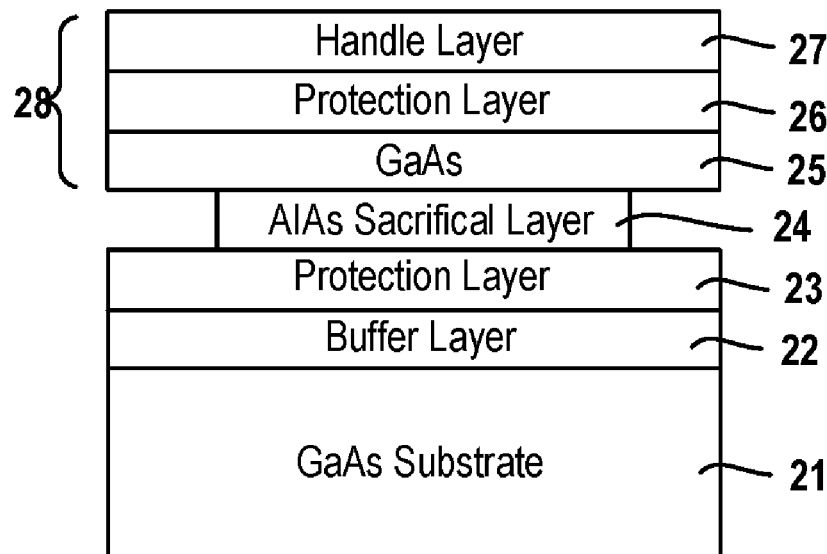 Handle Layer 27
28 Protection Layer 26
GaAs 25
AlAs Sacrifical Layer 24
Protection Layer 23
Buffer Layer 22
GaAs Substrate 21